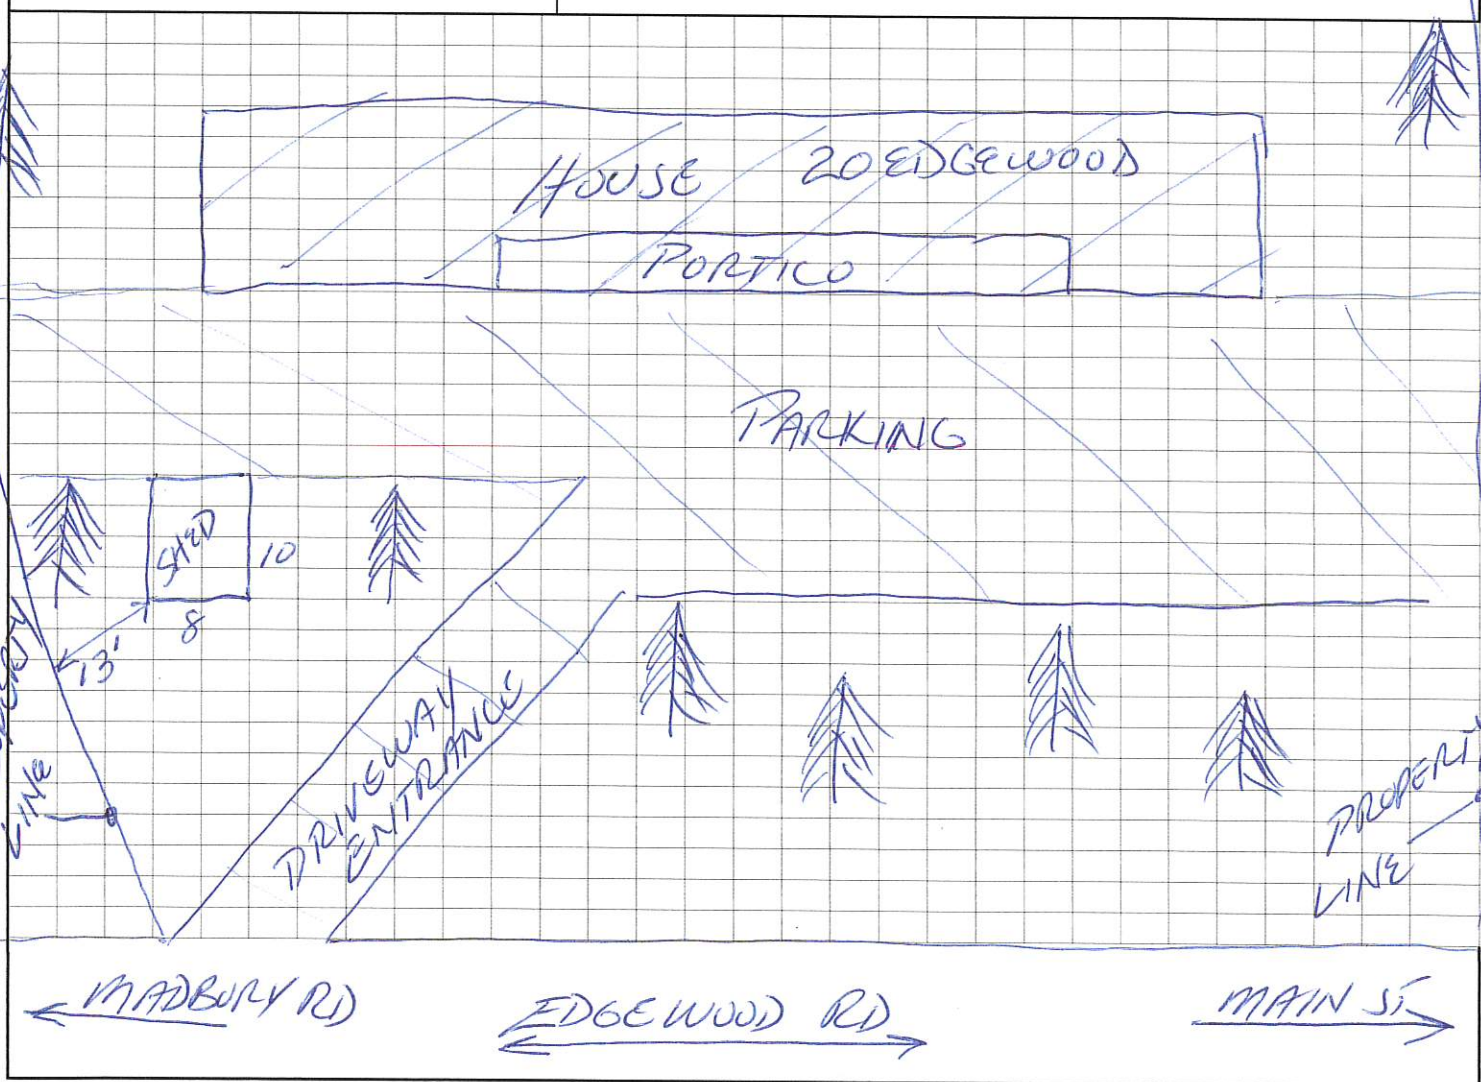 HOUSE 20 EDGEWOOD
PORTICO
PARKING
SHED
10
8
13'
LINE
DRIVEWAY
ENTRANCE
PROPERT
LINE
MADBURY RD
EDGEWOOD RD
MAIN ST